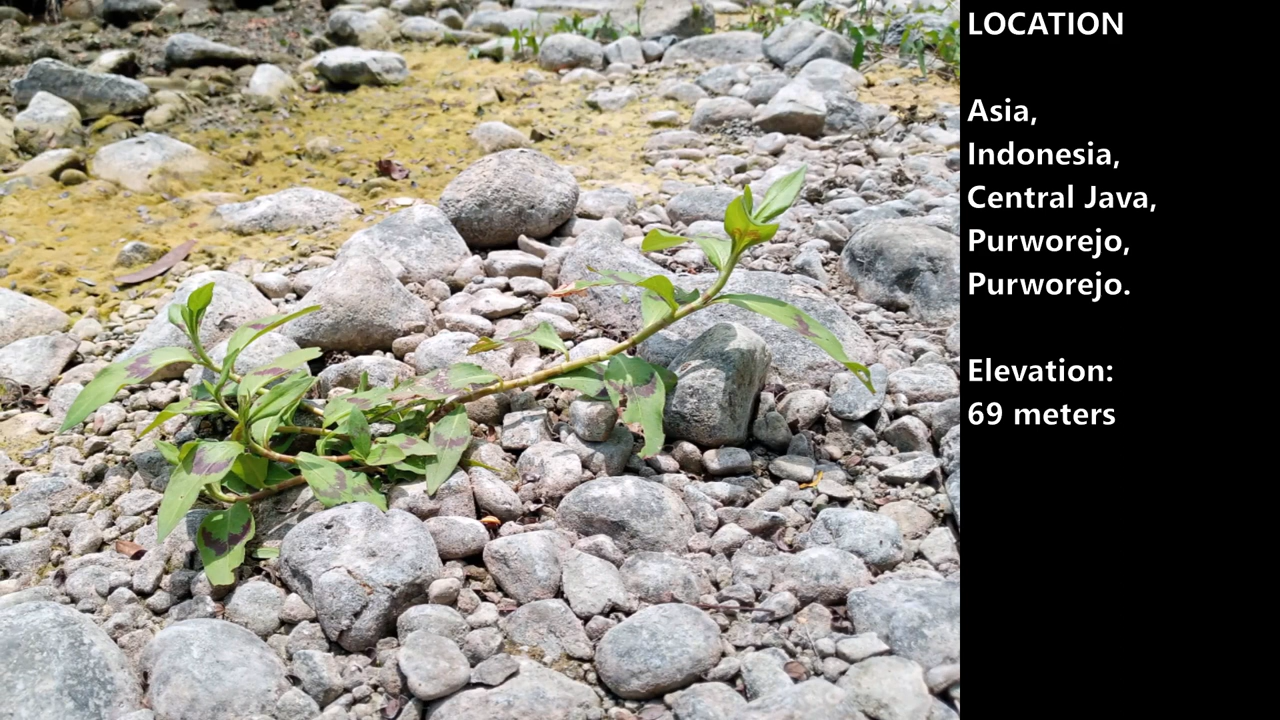 LOCATION
Asia,
Indonesia,
Central Java,
Purworejo,
Purworejo.
Elevation:
69 meters